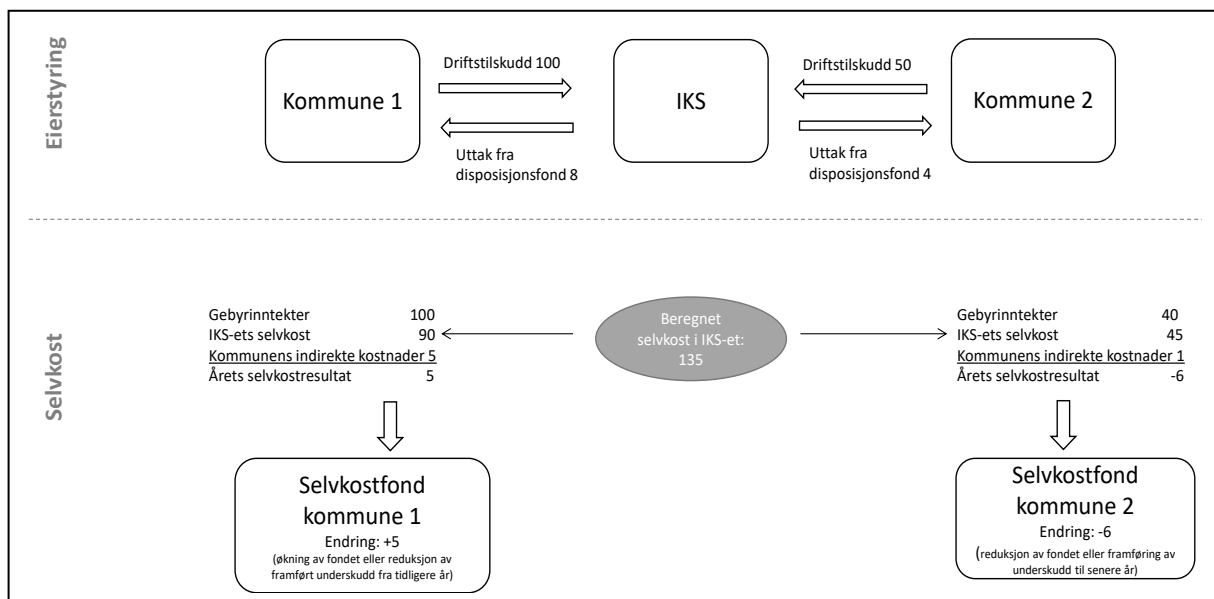 Eierstyring
Kommune 1
Driftstilskudd 100
Uttak fra
disposisjonsfond 8
IKS
Driftstilskudd 50
Uttak fra
disposisjonsfond 4
Kommune 2
Selvkost
Gebyrinntekter 100
IKS-ets selvkost 90
Kommunens indirekte kostnader 5
Årets selvkostresultat 5
Beregnet
selvkost i IKS-et:
135
Gebyrinntekter 40
IKS-ets selvkost 45
Kommunens indirekte kostnader 1
Årets selvkostresultat -6
Selvkostfond
kommune 1
Endring: +5
(økning av fondet eller reduksjon av
framført underskudd fra tidligere år)
Selvkostfond
kommune 2
Endring: -6
(reduksjon av fondet eller framføring av
underskudd til senere år)